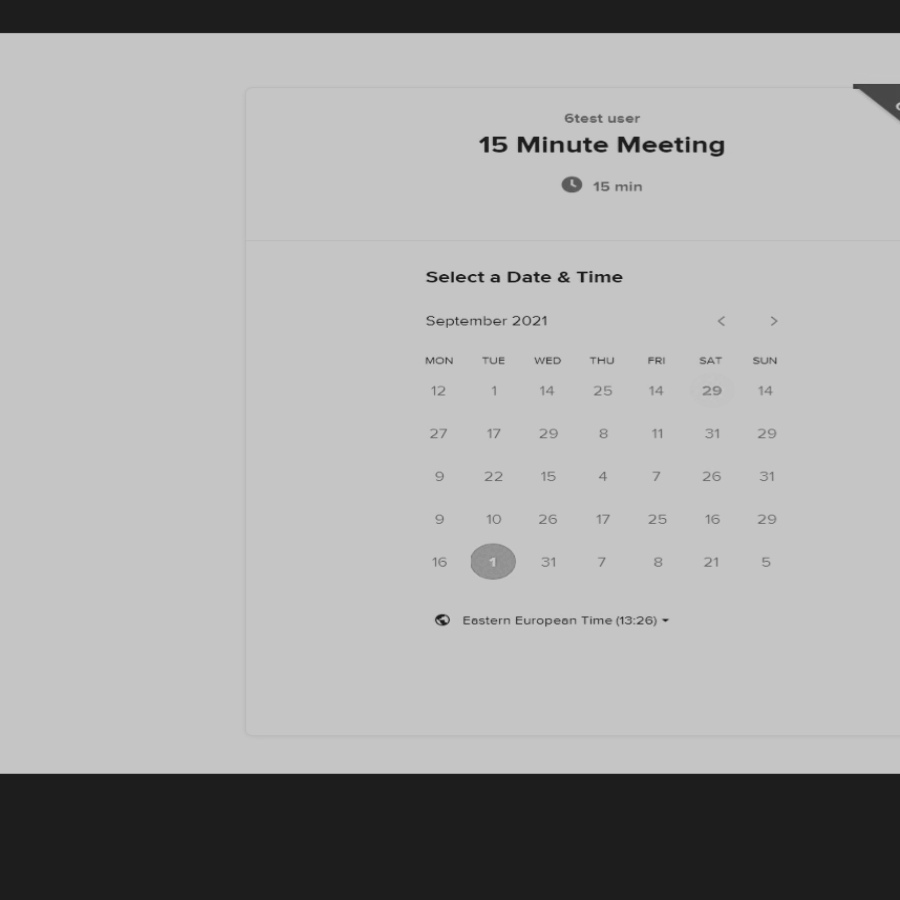 6test user
15 Minute Meeting
15 min
Select a Date & Time
September 2021
MON TUE WED THU FRI SAT SUN
12 1 14 25 14 29 14
27 17 29 8 11 31 29
9 22 15 4 7 26 31
9 10 26 17 25 16 29
16 1 31 7 8 21 5
Eastern European Time (13:26)